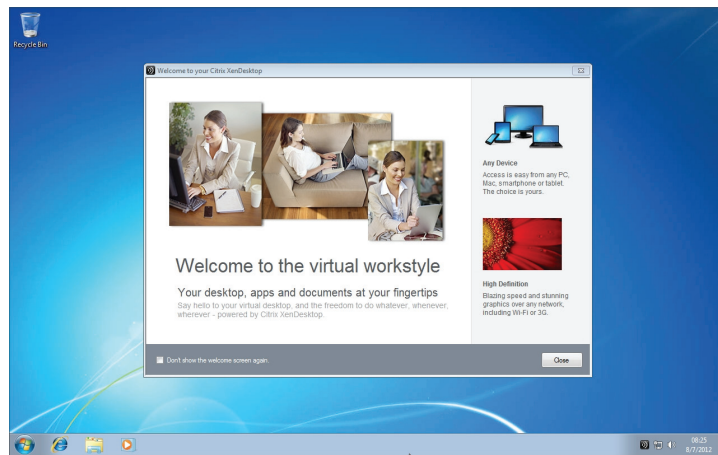 Recycle Bin
Welcome to your Citrix XenDesktop
Any Device
Access is easy from any PC,
Mac, smartphone or tablet.
The choice is yours.
Welcome to the virtual workstyle
Your desktop, apps and documents at your fingertips
Say hello to your virtual desktop, and the freedom to do whatever, whenever,
wherever - powered by Citrix XenDesktop.
High Definition
Blazing speed and stunning
graphics over any network,
including Wi-Fi or 3G.
Don't show the welcome screen again.
Close
08:25
8/7/2012